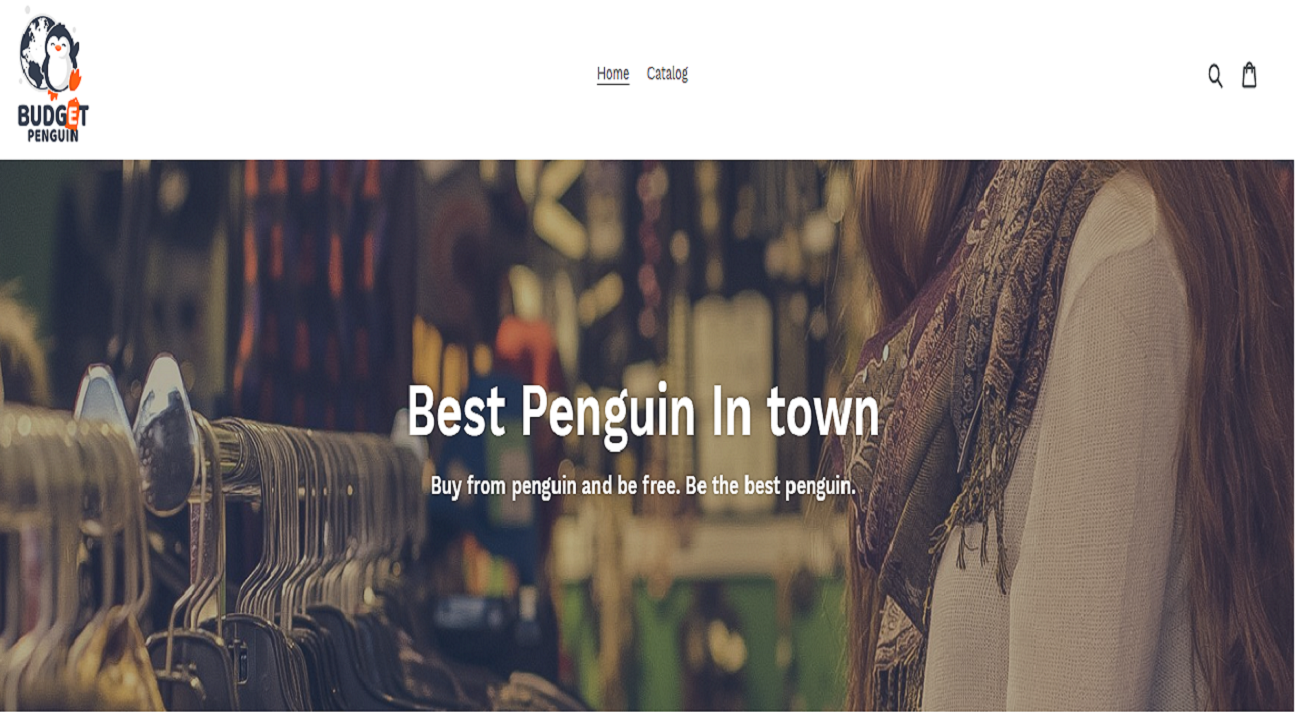 BUDGET
PENGUIN
Home
Catalog
Best Penguin In town
Buy from penguin and be free. Be the best penguin.